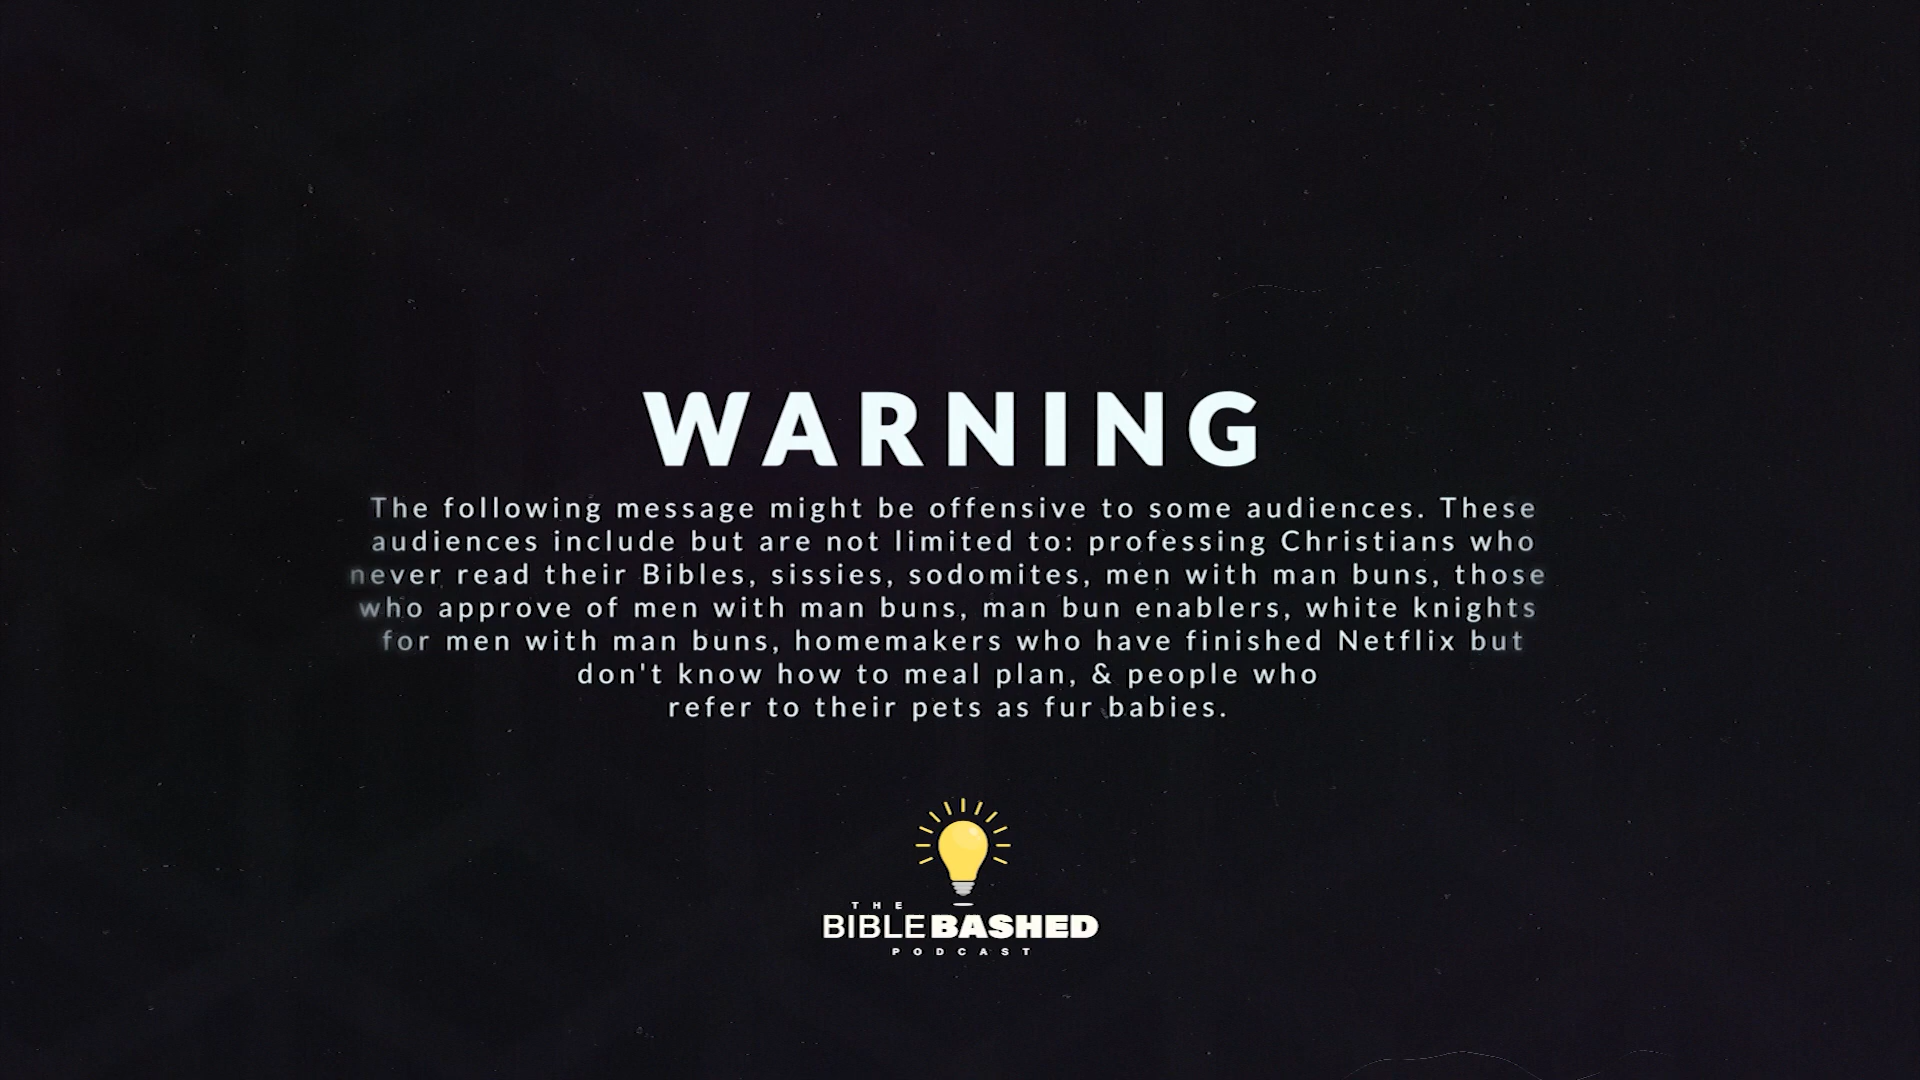 WARNING
The following message might be offensive to some audiences. These
audiences include but are not limited to: professing Christians who
never read their Bibles, sissies, sodomites, men with man buns, those
who approve of men with man buns, man bun enablers, white knights
for men with man buns, homemakers who have finished Netflix but
don't know how to meal plan, & people who
refer to their pets as fur babies.
THE
BIBLEBASHED
PODCAST